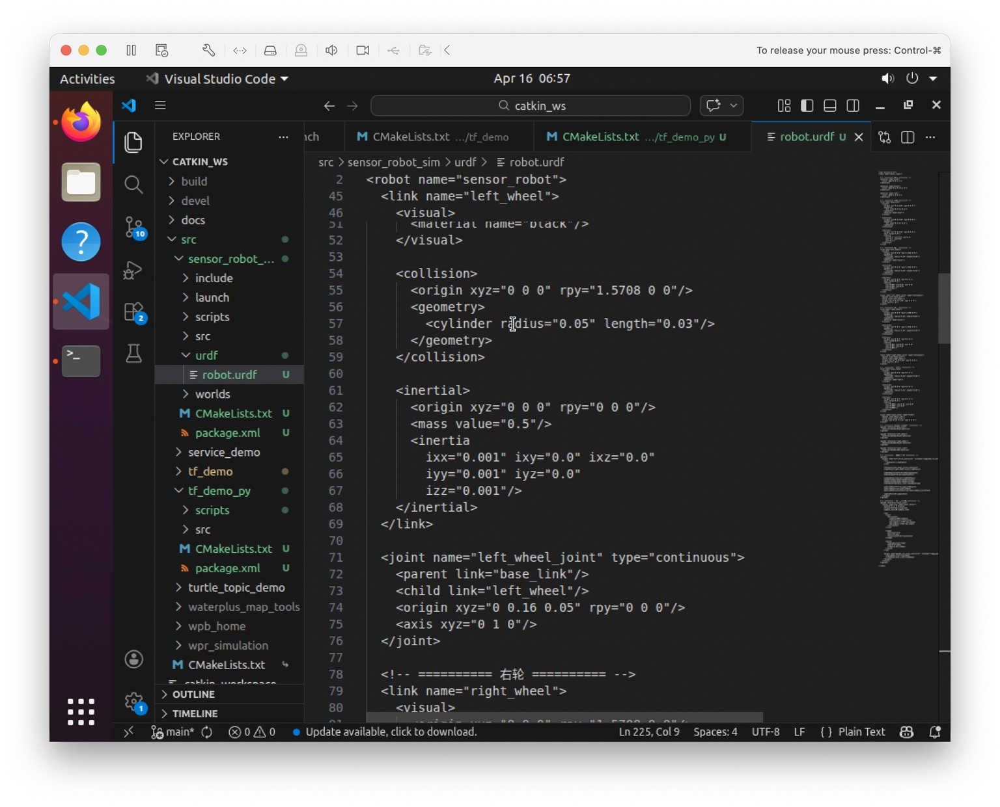 To release your mouse press: Control-⌘
Activities
Visual Studio Code
Apr 16 06:57
catkin_ws
EXPLORER
nch
CMakeLists.txt .../tf_demo
CMakeLists.txt .../tf_demo_py U
robot.urdf U
CATKIN_WS
build
devel
docs
src
sensor_robot_...
include
launch
scripts
src
urdf
robot.urdf U
worlds
CMakeLists.txt U
package.xml U
service_demo
tf_demo
tf_demo_py
scripts
src
CMakeLists.txt U
package.xml U
turtle_topic_demo
waterplus_map_tools
wpb_home
wpr_simulation
CMakeLists.txt
catkin_workspace
OUTLINE
TIMELINE
10
2
1
src > sensor_robot_sim > urdf > robot.urdf
2 <robot name="sensor_robot">
45 <link name="left_wheel">
46 <visual>
51 <material name="black"/>
52 </visual>
53
54 <collision>
55 <origin xyz="0 0 0" rpy="1.5708 0 0"/>
56 <geometry>
57 <cylinder radius="0.05" length="0.03"/>
58 </geometry>
59 </collision>
60
61 <inertial>
62 <origin xyz="0 0 0" rpy="0 0 0"/>
63 <mass value="0.5"/>
64 <inertia
65 ixx="0.001" ixy="0.0" ixz="0.0"
66 iyy="0.001" iyz="0.0"
67 izz="0.001"/>
68 </inertial>
69 </link>
70
71 <joint name="left_wheel_joint" type="continuous">
72 <parent link="base_link"/>
73 <child link="left_wheel"/>
74 <origin xyz="0 0.16 0.05" rpy="0 0 0"/>
75 <axis xyz="0 1 0"/>
76 </joint>
77
78 <!-- ========== 右轮 ========== -->
79 <link name="right_wheel">
80 <visual>
main* 0 0 Update available, click to download. Ln 225, Col 9 Spaces: 4 UTF-8 LF { } Plain Text